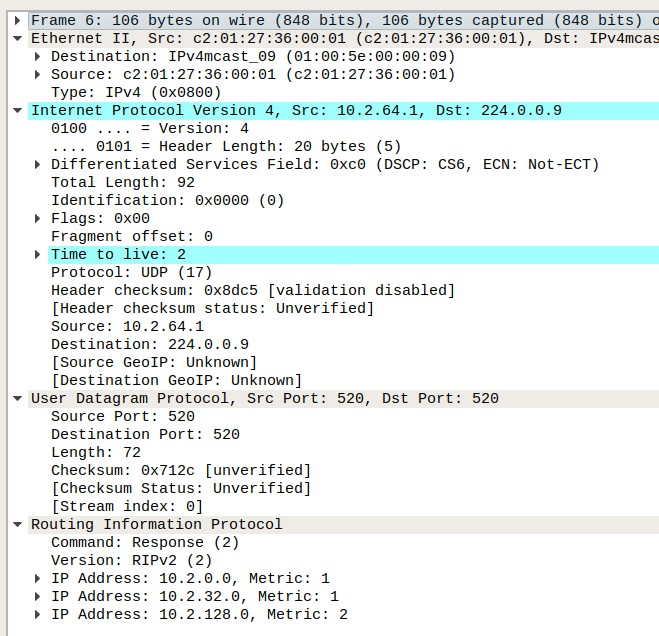 Frame 6: 106 bytes on wire (848 bits), 106 bytes captured (848 bits) o
Ethernet II, Src: c2:01:27:36:00:01 (c2:01:27:36:00:01), Dst: IPv4mcas
Destination: IPv4mcast_09 (01:00:5e:00:00:09)
Source: c2:01:27:36:00:01 (c2:01:27:36:00:01)
Type: IPv4 (0x0800)
Internet Protocol Version 4, Src: 10.2.64.1, Dst: 224.0.0.9
0100 .... = Version: 4
.... 0101 = Header Length: 20 bytes (5)
Differentiated Services Field: 0xc0 (DSCP: CS6, ECN: Not-ECT)
Total Length: 92
Identification: 0x0000 (0)
Flags: 0x00
Fragment offset: 0
Time to live: 2
Protocol: UDP (17)
Header checksum: 0x8dc5 [validation disabled]
[Header checksum status: Unverified]
Source: 10.2.64.1
Destination: 224.0.0.9
[Source GeoIP: Unknown]
[Destination GeoIP: Unknown]
User Datagram Protocol, Src Port: 520, Dst Port: 520
Source Port: 520
Destination Port: 520
Length: 72
Checksum: 0x712c [unverified]
[Checksum Status: Unverified]
[Stream index: 0]
Routing Information Protocol
Command: Response (2)
Version: RIPv2 (2)
IP Address: 10.2.0.0, Metric: 1
IP Address: 10.2.32.0, Metric: 1
IP Address: 10.2.128.0, Metric: 2